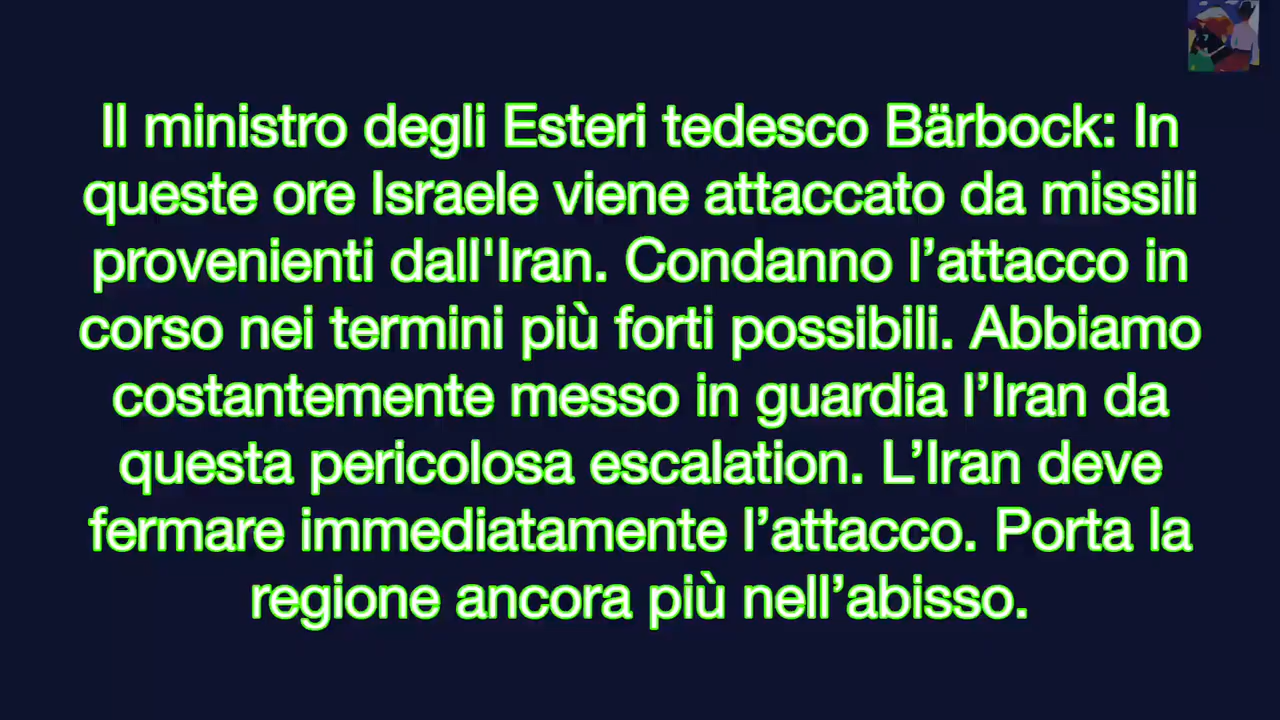 Il ministro degli Esteri tedesco Bärbock: In
queste ore Israele viene attaccato da missili
provenienti dall'Iran. Condanno l’attacco in
corso nei termini più forti possibili. Abbiamo
costantemente messo in guardia l’Iran da
questa pericolosa escalation. L’Iran deve
fermare immediatamente l’attacco. Porta la
regione ancora più nell’abisso.